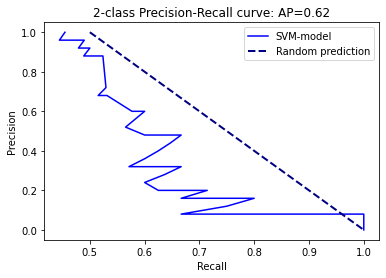 2-class Precision-Recall curve: AP=0.62
SVM-model
Random prediction
Precision
1.0
0.8
0.6
0.4
0.2
0.0
0.5 0.6 0.7 0.8 0.9 1.0
Recall